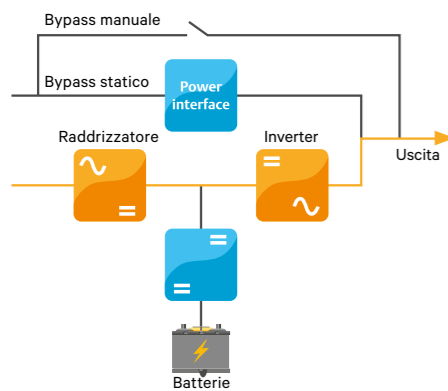 Bypass manuale
Bypass statico
Power
interface
Raddrizzatore
Inverter
Uscita
Batterie